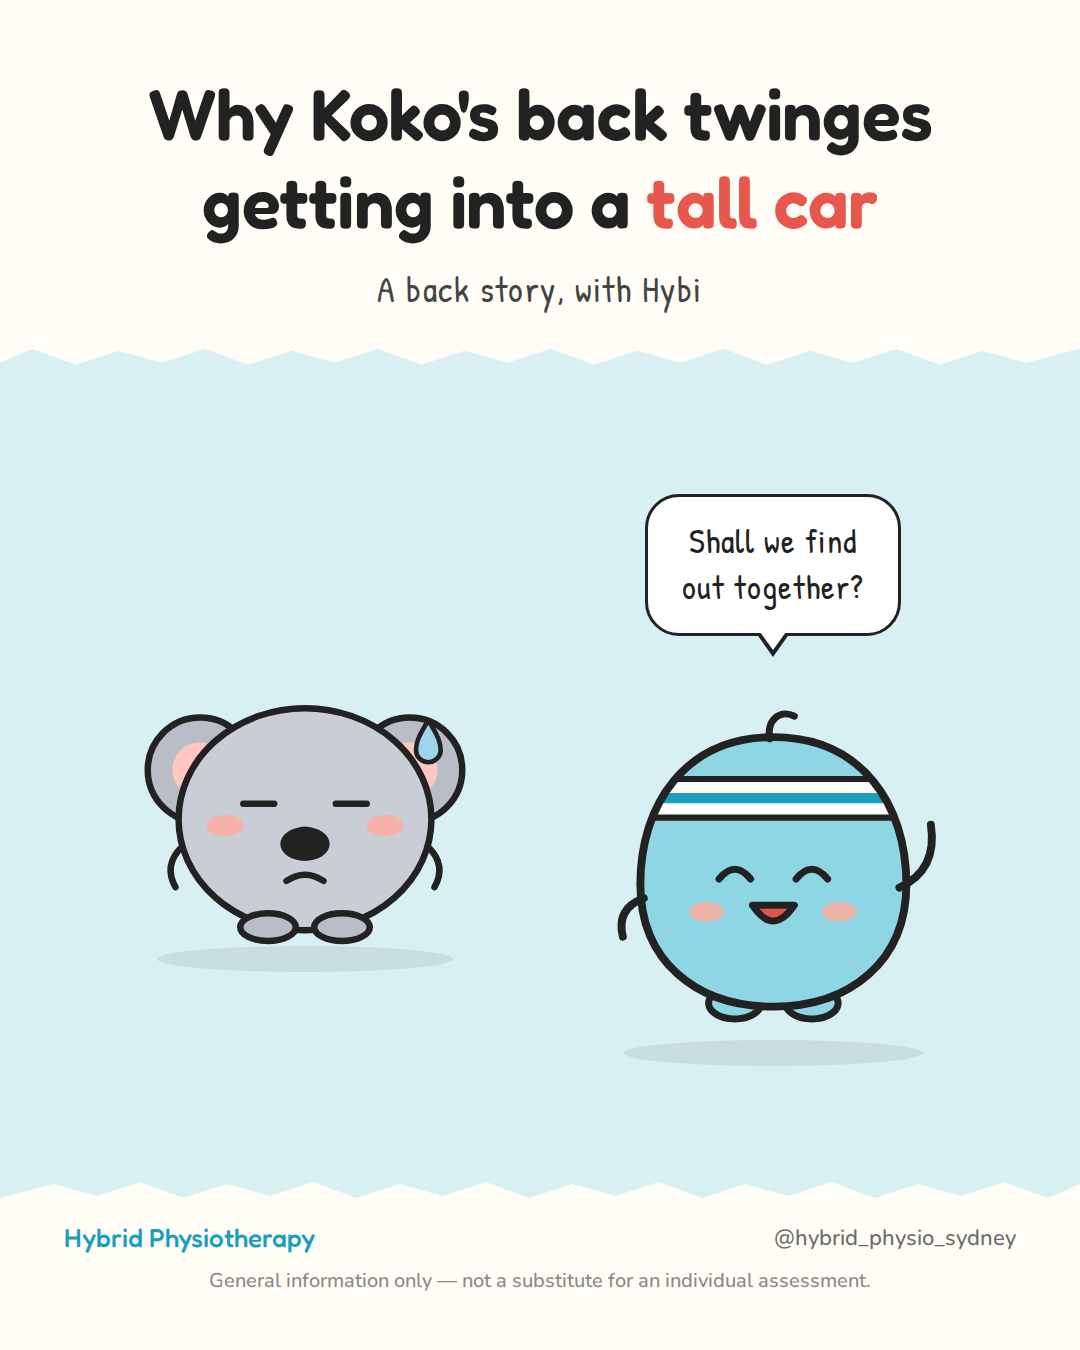 Why Koko's back twinges
getting into a tall car
A back story, with Hybi
Shall we find
out together?
Hybrid Physiotherapy
@hybrid_physio_sydney
General information only — not a substitute for an individual assessment.